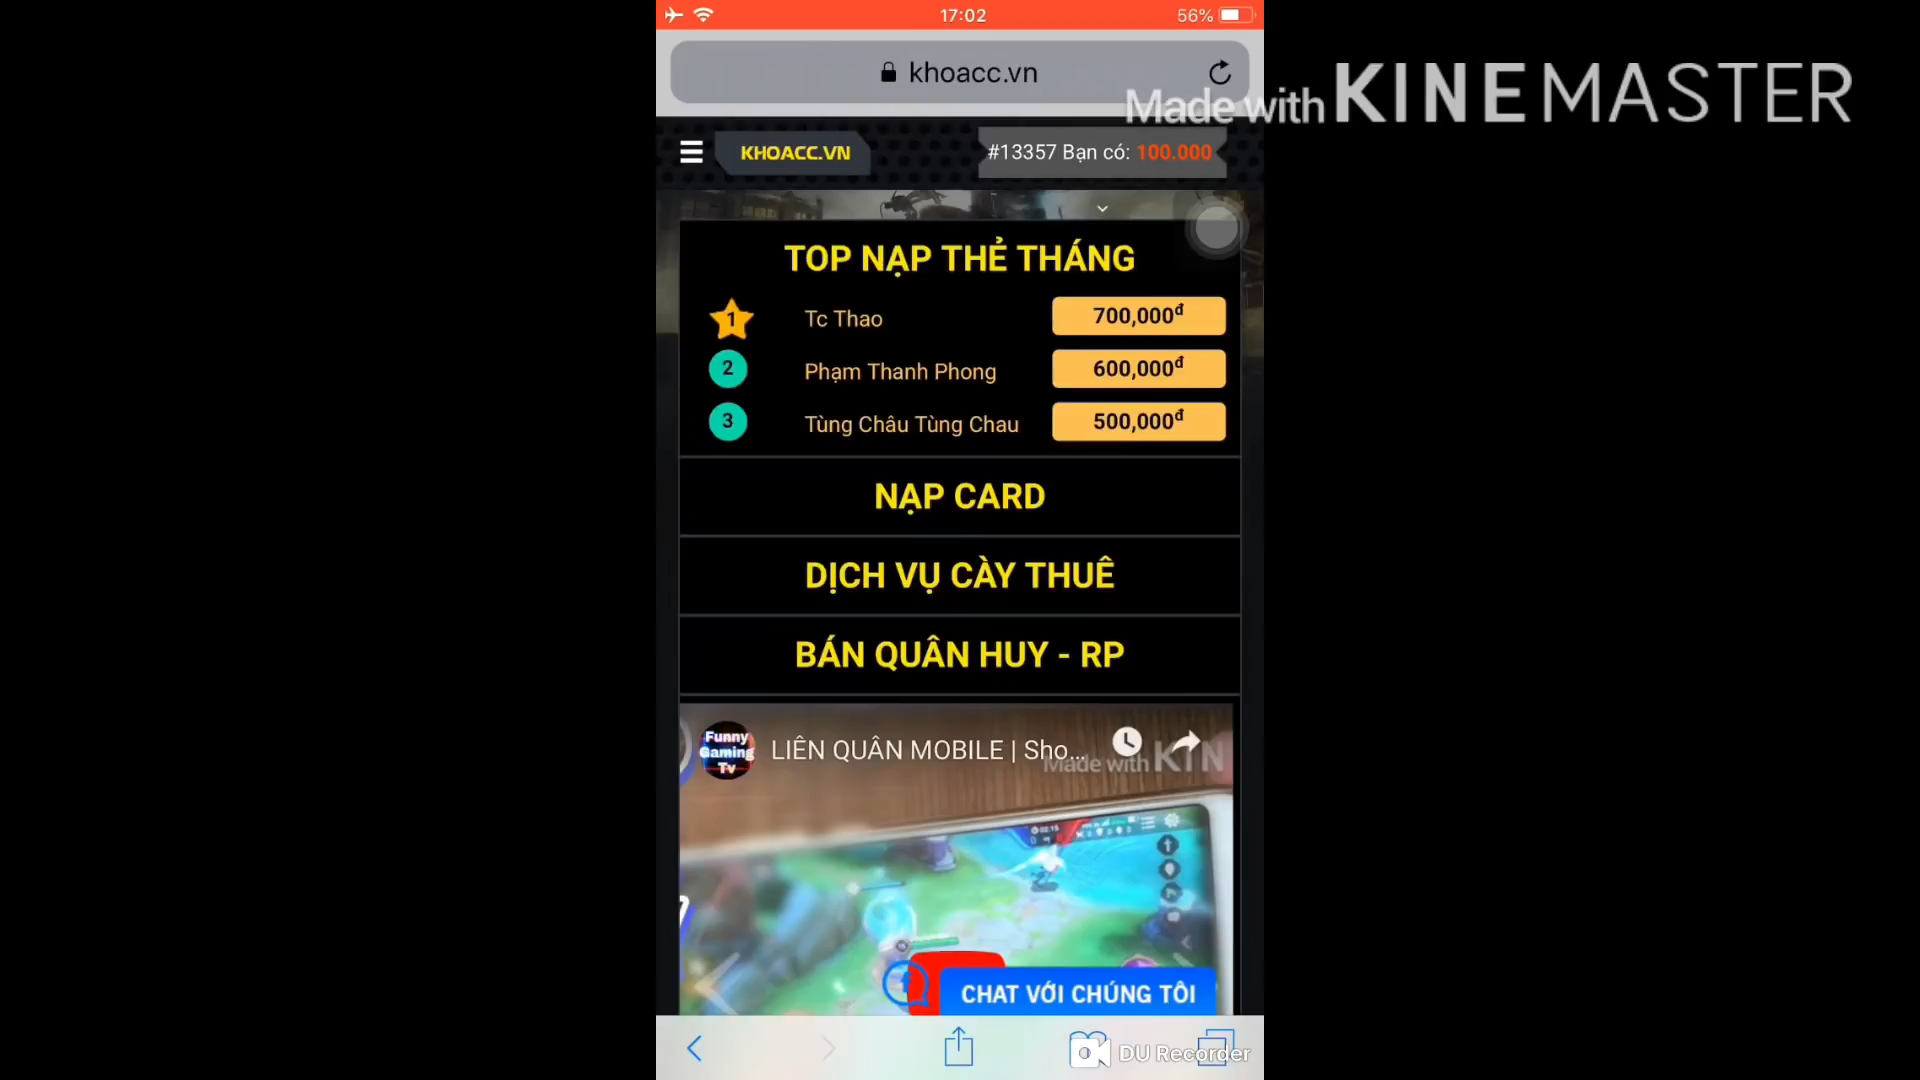 17:02
56%
khoacc.vn
Made with KINEMASTER
KHOACC.VN
#13357 Bạn có: 100.000
TOP NẠP THẺ THÁNG
1 Tc Thao 700,000đ
2 Phạm Thanh Phong 600,000đ
3 Tùng Châu Tùng Chau 500,000đ
NẠP CARD
DỊCH VỤ CÀY THUÊ
BÁN QUÂN HUY - RP
Funny
Gaming
Tv
LIÊN QUÂN MOBILE | Sho...
Made with KIN
02:15
CHAT VỚI CHÚNG TÔI
DU Recorder